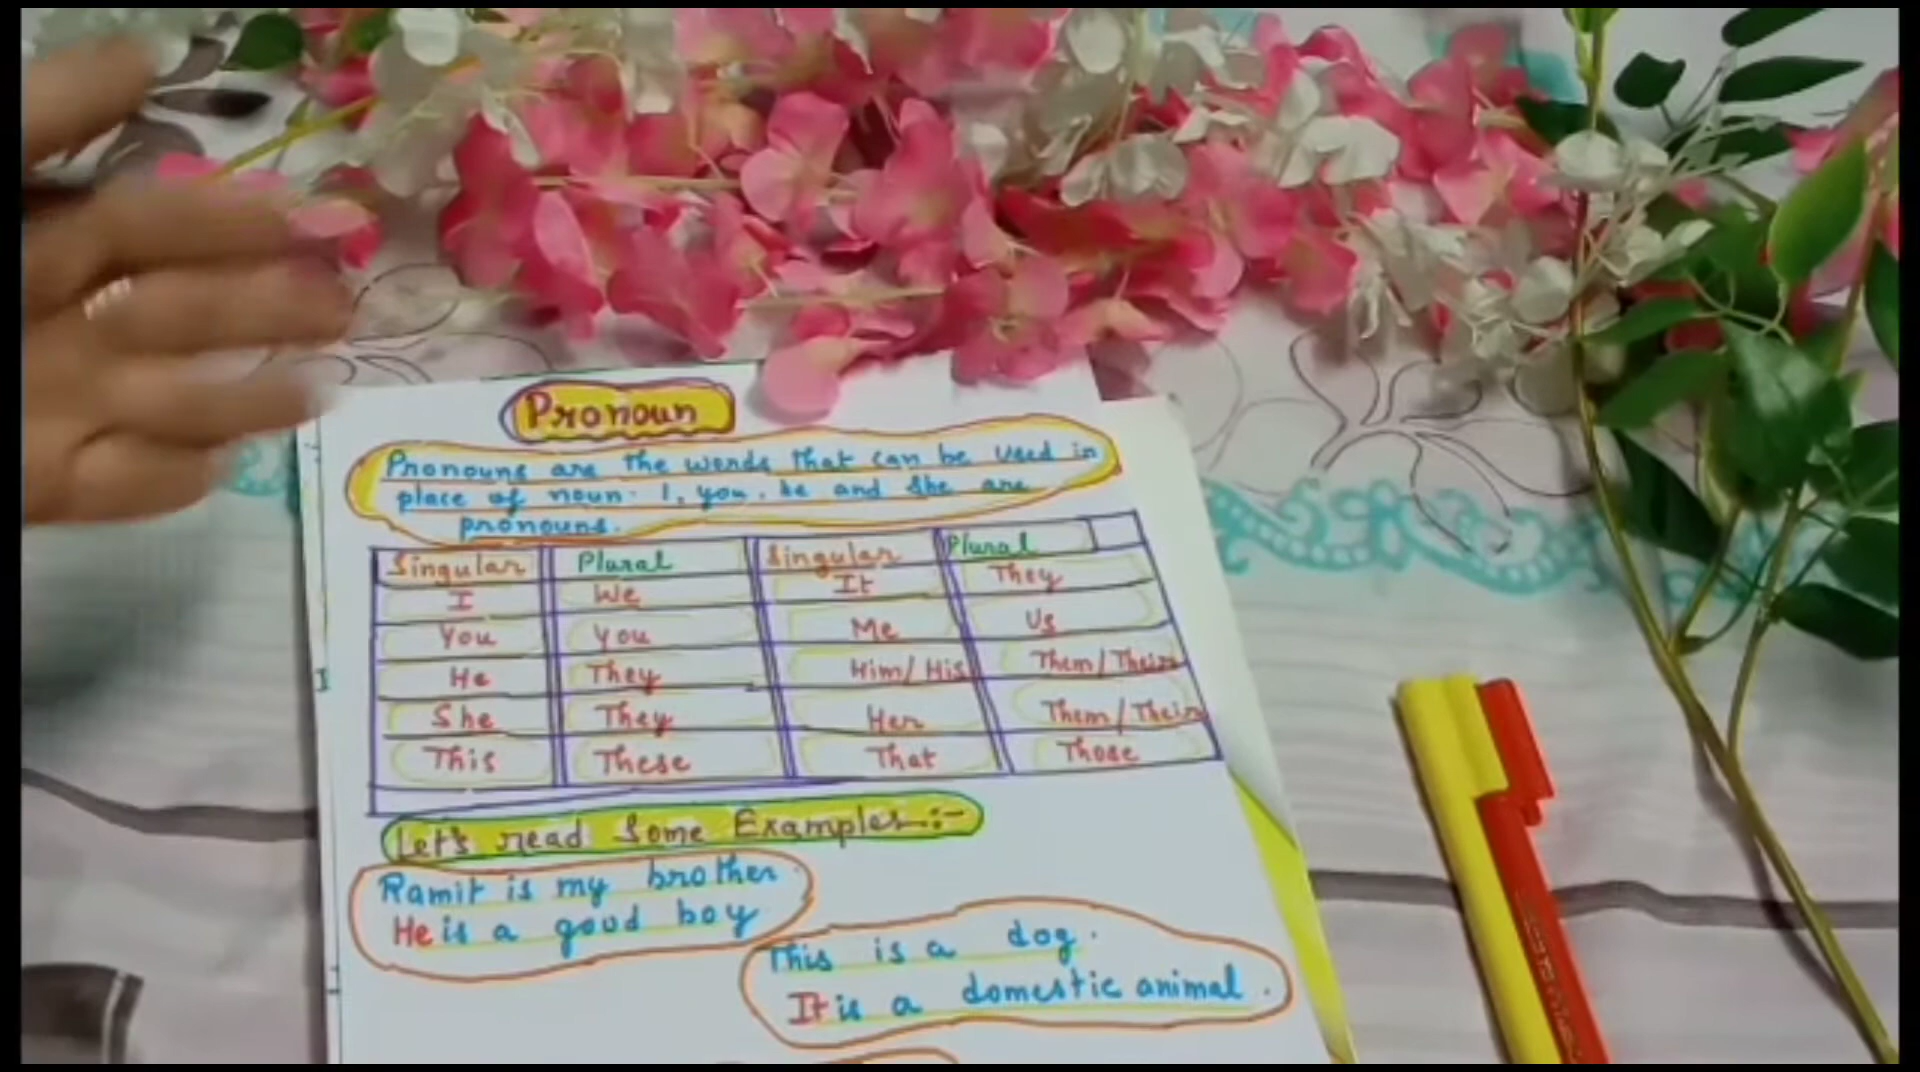 Pronoun
Pronouns are the words that can be used in
place of noun. I, you, he and she are
pronouns.
Singular Plural Singular Plural
I We It They
You You Me Us
He They Him/His Them/Their
She They Her Them/Their
This These That Those
Let's read Some Examples:-
Ramit is my brother.
He is a good boy
This is a dog.
It is a domestic animal.